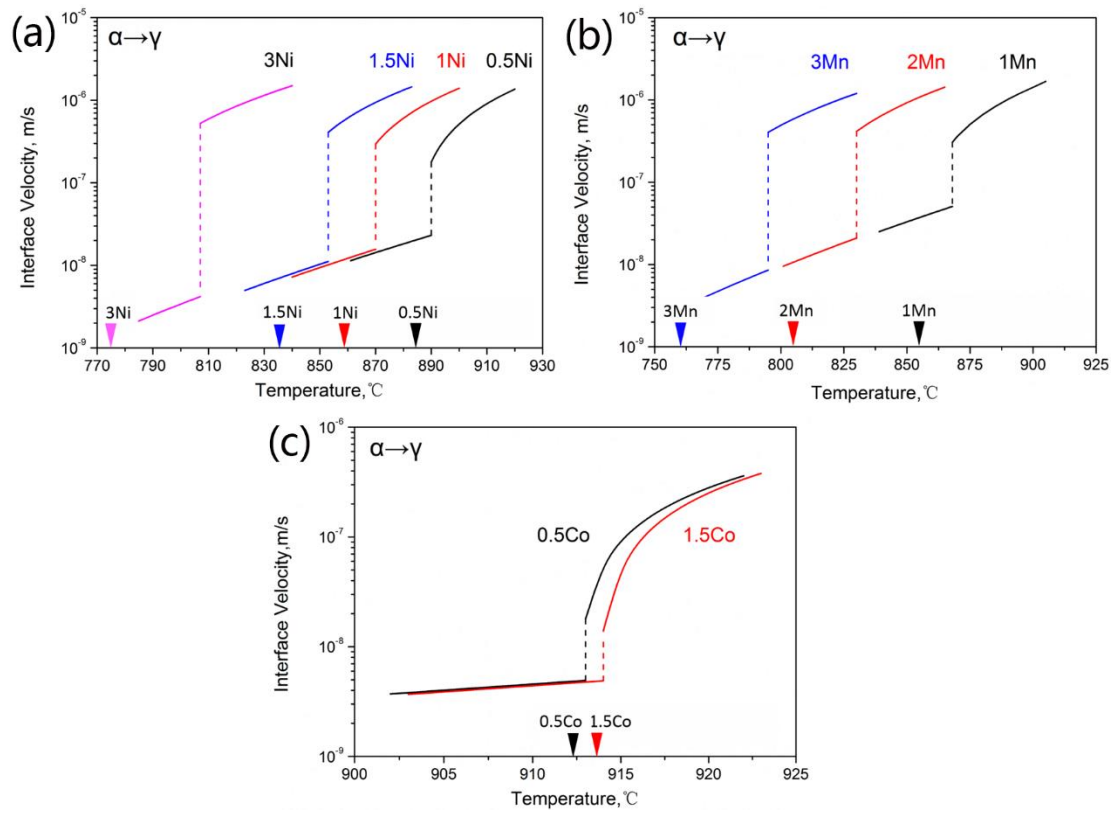 (a)
α→γ
3Ni 1.5Ni 1Ni 0.5Ni
Interface Velocity, m/s
10⁻⁵
10⁻⁶
10⁻⁷
10⁻⁸
10⁻⁹
3Ni 1.5Ni 1Ni 0.5Ni
770 790 810 830 850 870 890 910 930
Temperature,℃
(b)
α→γ
3Mn 2Mn 1Mn
Interface Velocity, m/s
10⁻⁵
10⁻⁶
10⁻⁷
10⁻⁸
10⁻⁹
3Mn 2Mn 1Mn
750 775 800 825 850 875 900 925
Temperature,℃
(c)
α→γ
0.5Co 1.5Co
Interface Velocity,m/s
10⁻⁶
10⁻⁷
10⁻⁸
10⁻⁹
0.5Co 1.5Co
900 905 910 915 920 925
Temperature,℃